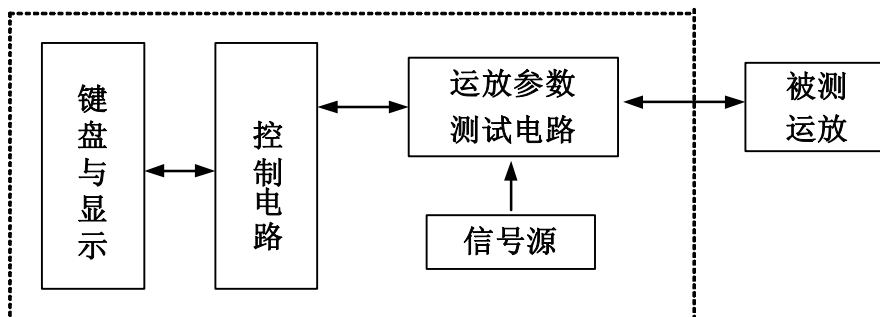 键盘与显示
控制电路
运放参数
测试电路
信号源
被测
运放